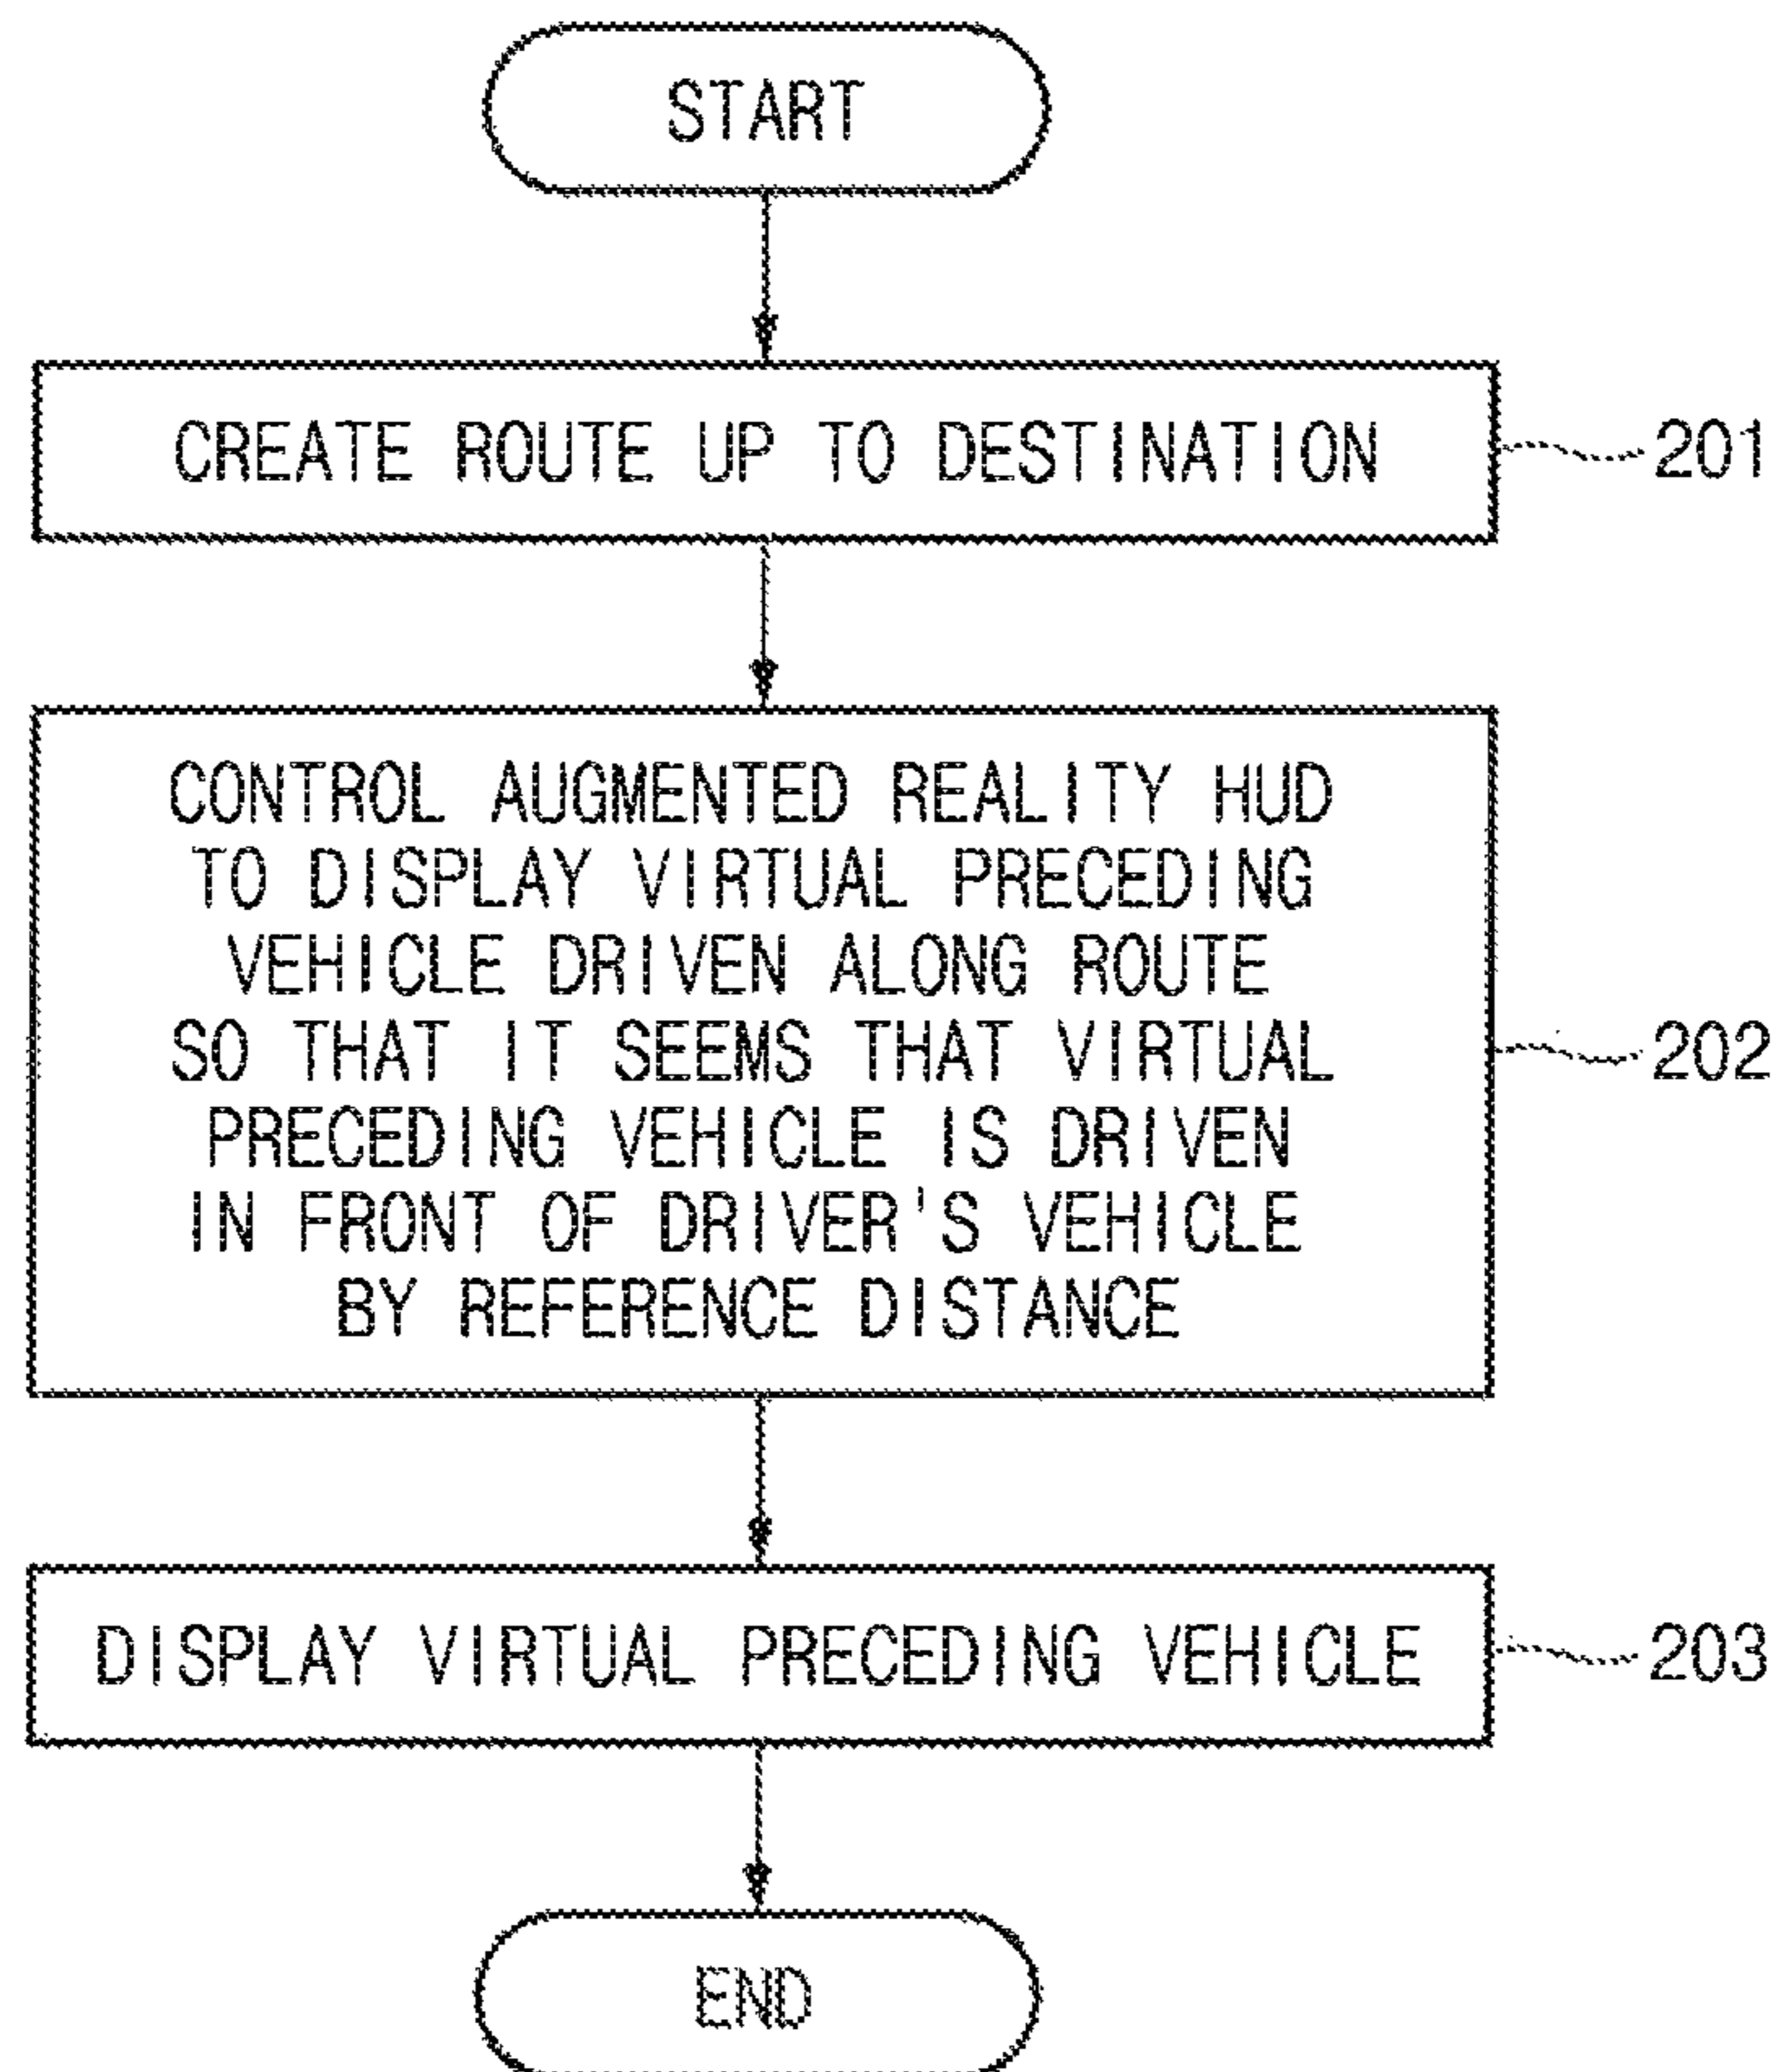 START
CREATE ROUTE UP TO DESTINATION
201
CONTROL AUGMENTED REALITY HUD
TO DISPLAY VIRTUAL PRECEDING
VEHICLE DRIVEN ALONG ROUTE
SO THAT IT SEEMS THAT VIRTUAL
PRECEDING VEHICLE IS DRIVEN
IN FRONT OF DRIVER'S VEHICLE
BY REFERENCE DISTANCE
202
DISPLAY VIRTUAL PRECEDING VEHICLE
203
END